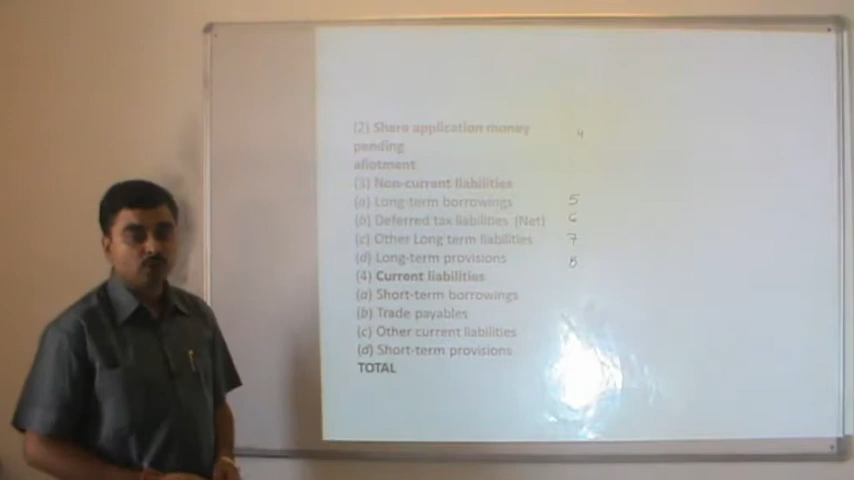 (2) Share application money 4
pending
allotment
(3) Non-current liabilities
(a) Long-term borrowings 5
(b) Deferred tax liabilities (Net) 6
(c) Other Long term liabilities 7
(d) Long-term provisions 8
(4) Current liabilities
(a) Short-term borrowings
(b) Trade payables
(c) Other current liabilities
(d) Short-term provisions
TOTAL